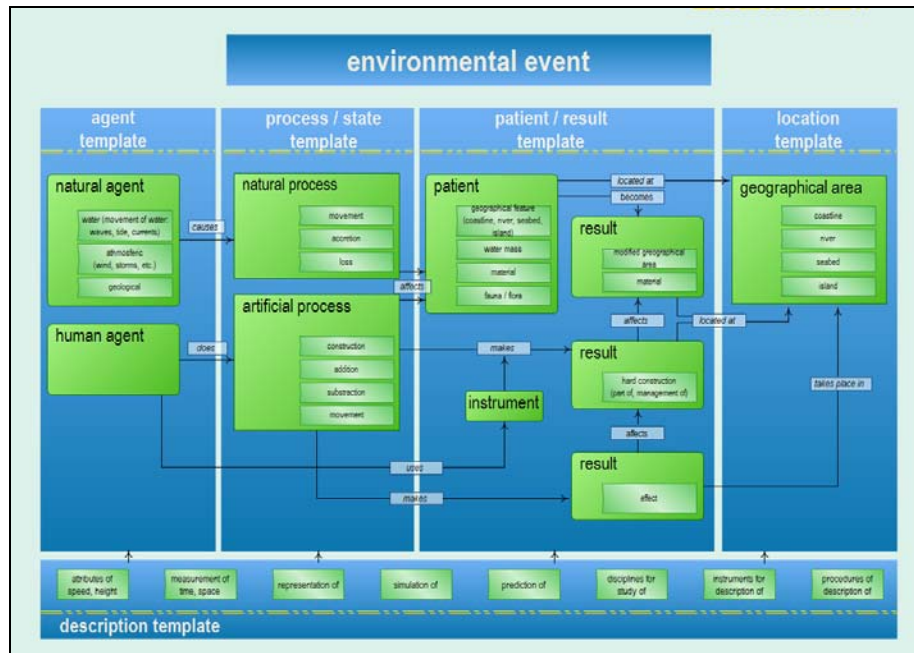 environmental event
agent
template
process / state
template
patient / result
template
location
template
natural agent
water (movement of water:
waves, tide, currents)
athmosferic
(wind, storms, etc.)
geological
human agent
causes
does
natural process
movement
accretion
loss
artificial process
construction
addition
substraction
movement
affects
patient
geographical feature
(coastline, river, seabed,
island)
water mass
material
fauna / flora
located at
becomes
result
modified geographical
area
material
affects
located at
makes
result
hard construction
(part of, management of)
instrument
affects
uses
makes
result
effect
geographical area
coastline
river
seabed
island
takes place in
attributes of
speed, height
measurement of
time, space
representation of
simulation of
prediction of
disciplines for
study of
instruments for
description of
procedures of
description of
description template